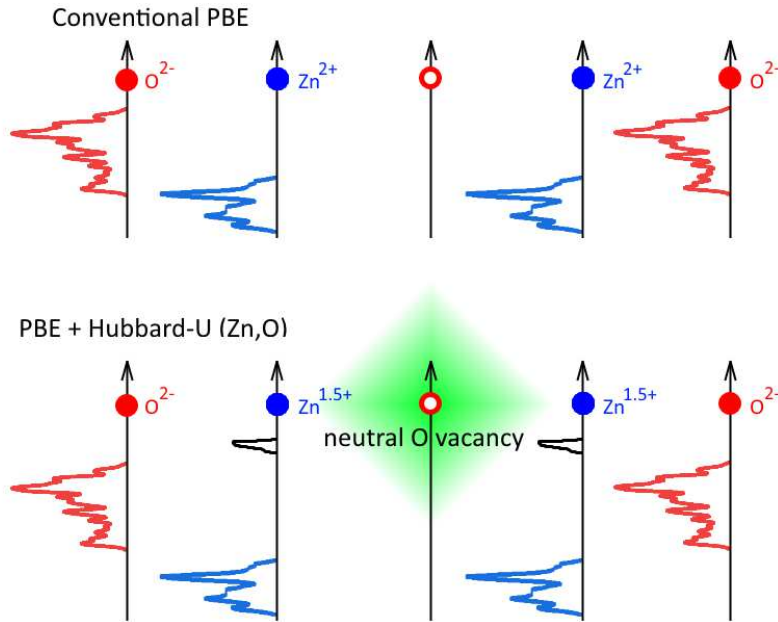 Conventional PBE
O²⁻ Zn²⁺ Zn²⁺ O²⁻
PBE + Hubbard-U (Zn,O)
O²⁻ Zn¹·⁵⁺ Zn¹·⁵⁺ O²⁻
neutral O vacancy